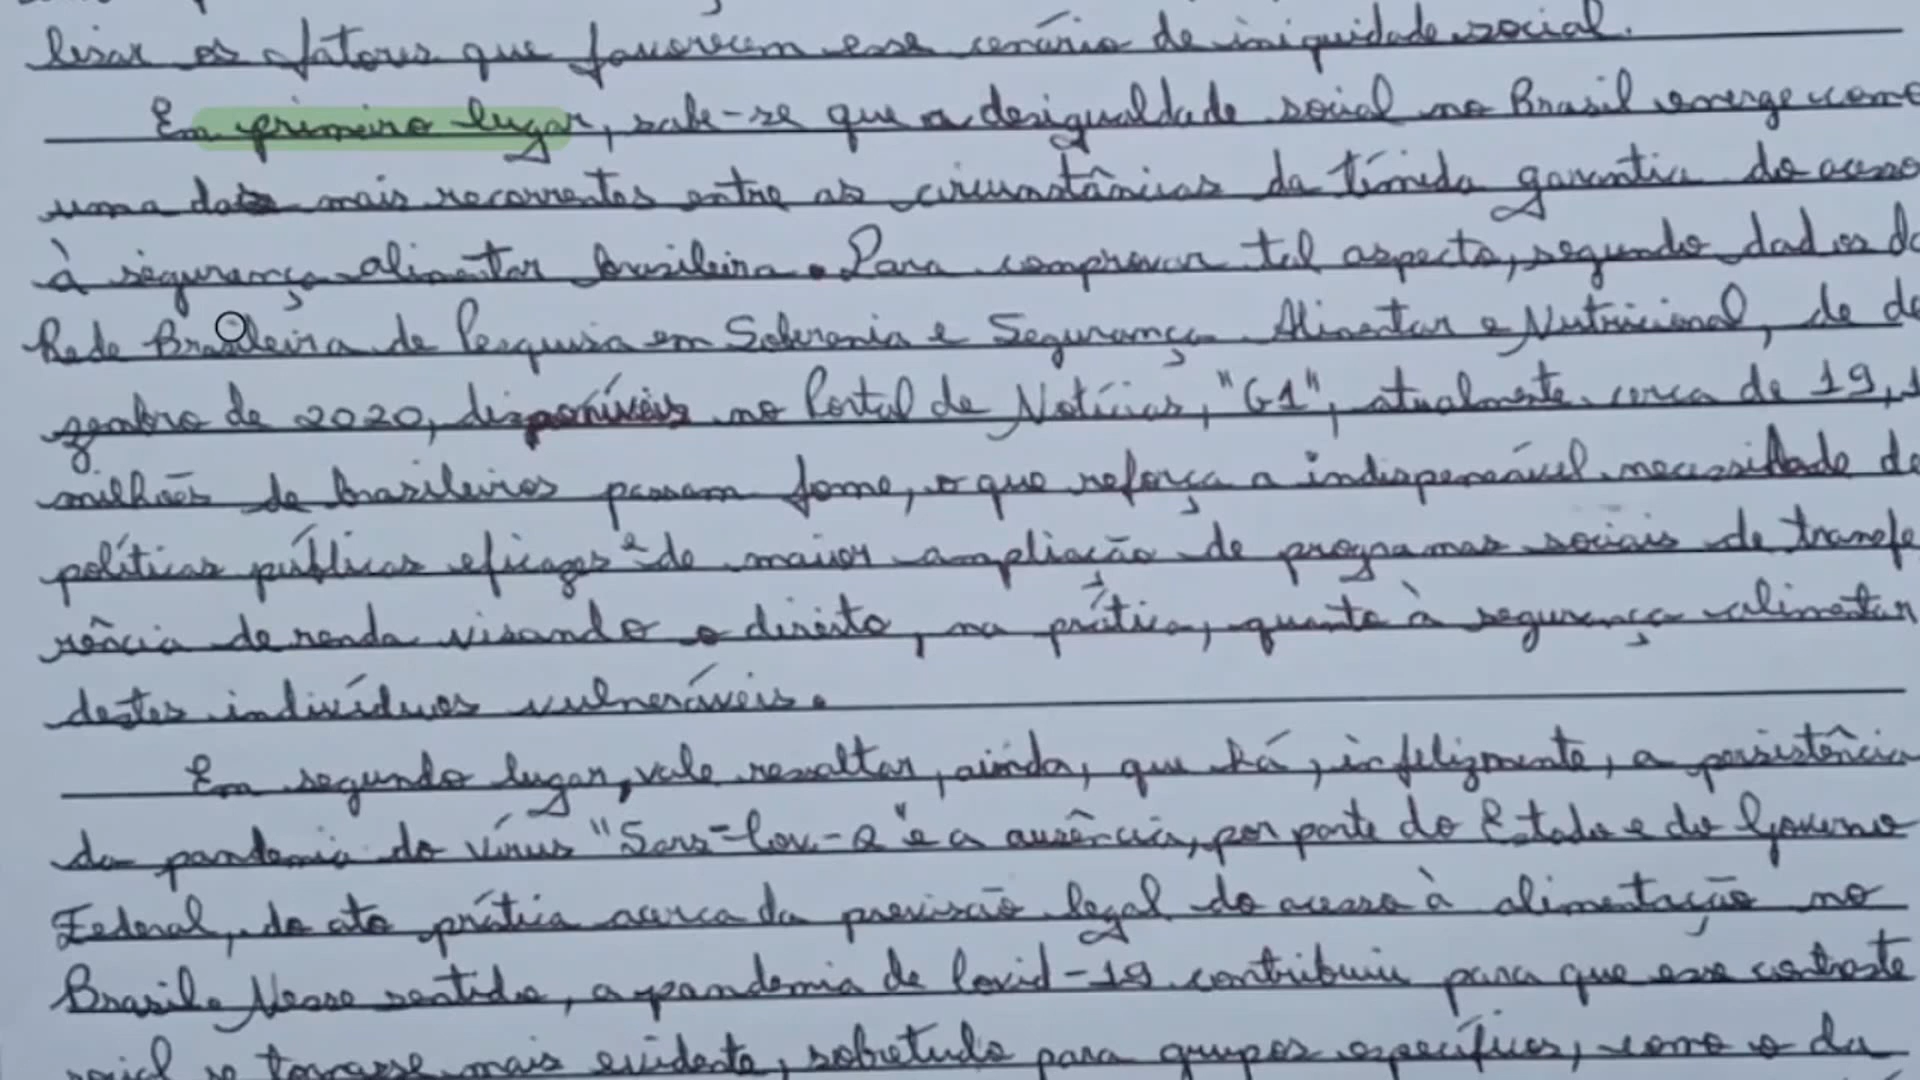 lisar os fatores que favorecem esse cenário de iniquidade social.
Em primeiro lugar, sabe-se que a desigualdade social no Brasil emerge como
uma das mais recorrentes entre as circunstâncias da tímida garantia do acesso
à segurança alimentar brasileira. Para comprovar tal aspecto, segundo dados da
Rede Brasileira de Pesquisa em Soberania e Segurança Alimentar e Nutricional, de de
zembro de 2020, disponíveis no Portal de Notícias, "G1", atualmente cerca de 19,1
milhões de brasileiros passam fome, o que reforça a indispensável necessidade de
políticas públicas eficazes e de maior ampliação de programas sociais de transfe
rência de renda visando o direito, na prática, quanto à segurança alimentar
destes indivíduos vulneráveis.
Em segundo lugar, vale ressaltar, ainda, que há, infelizmente, a persistência
da pandemia do vírus "Sars-Cov-2" e a ausência, por parte do Estado e do Governo
Federal, do ato prática acerca da previsão legal do acesso à alimentação no
Brasil. Nesse sentido, a pandemia de Covid-19 contribuiu para que esse contraste
social se tornasse mais evidente, sobretudo para grupos específicos, como o da